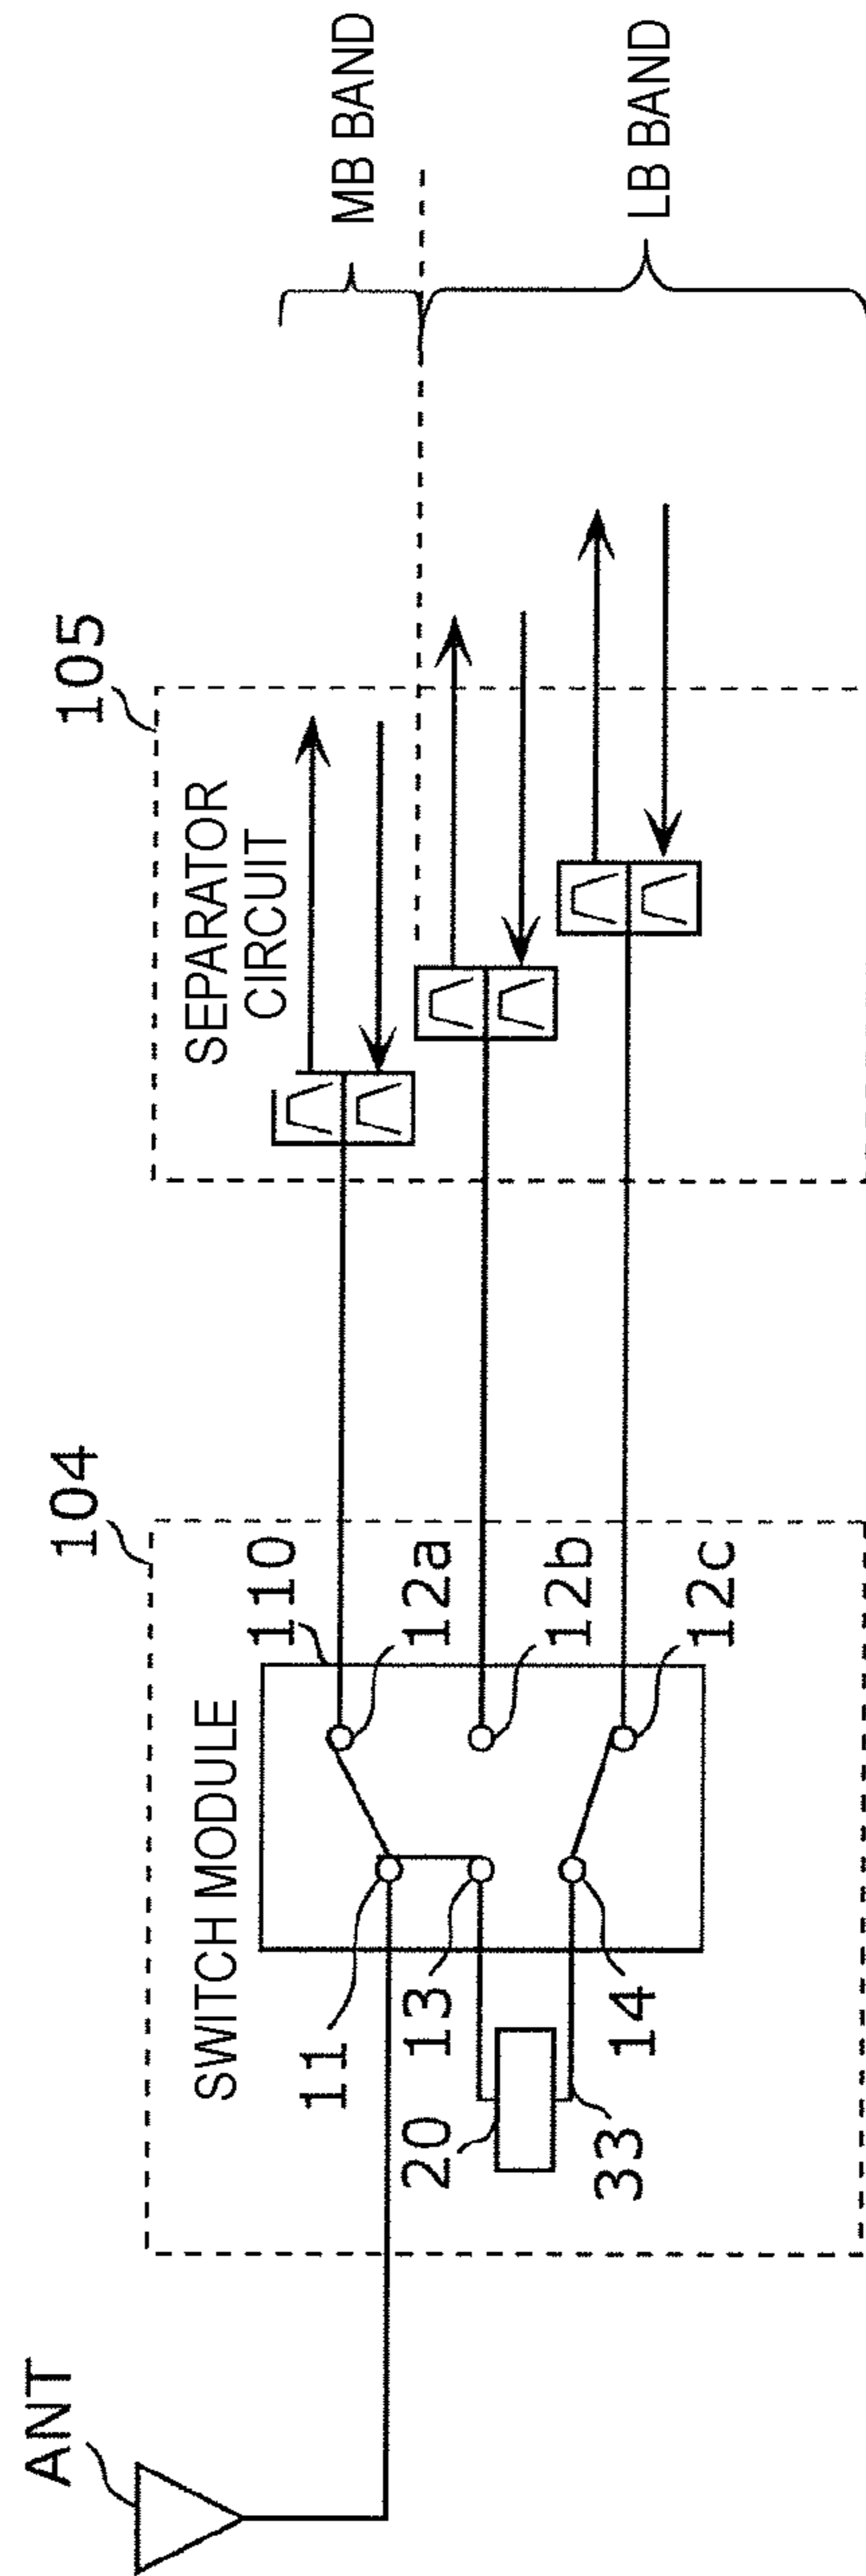 ANT
104
SWITCH MODULE
110
11
12a
13
12b
20
14
12c
33
105
SEPARATOR
CIRCUIT
MB BAND
LB BAND